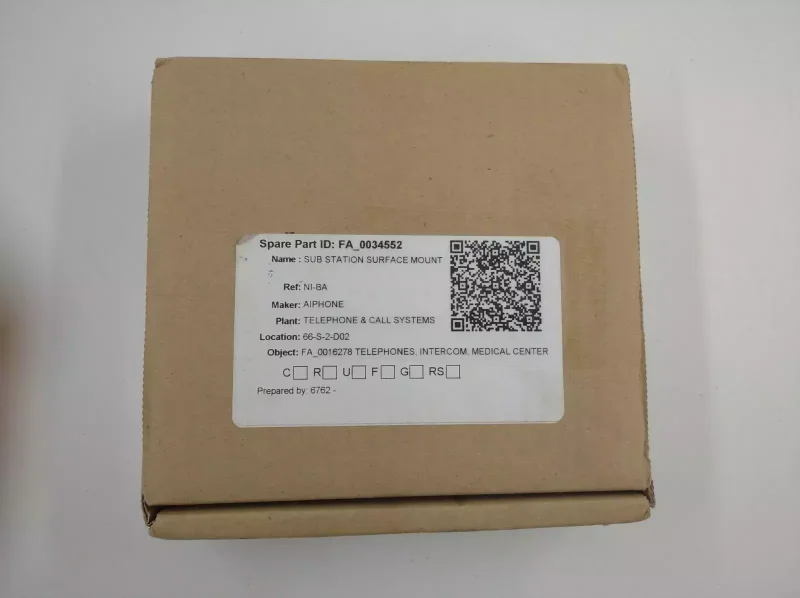 Spare Part ID: FA_0034552
Name : SUB STATION SURFACE MOUNT
Ref: NI-BA
Maker: AIPHONE
Plant: TELEPHONE & CALL SYSTEMS
Location: 66-S-2-D02
Object: FA_0016278 TELEPHONES, INTERCOM, MEDICAL CENTER
C R U F G RS
Prepared by: 6762 -